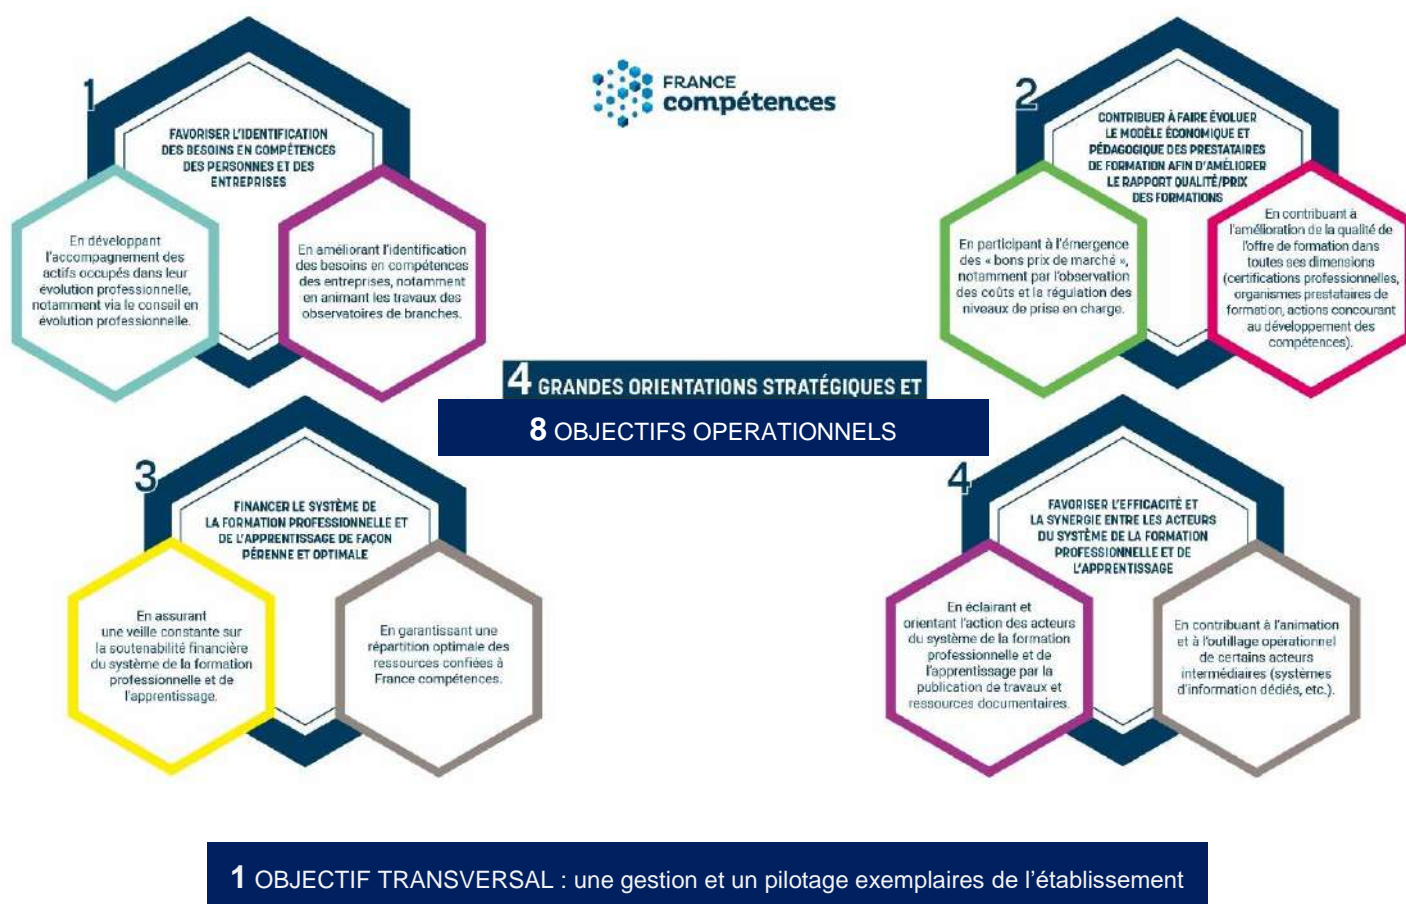 FRANCE
compétences
1
FAVORISER L'IDENTIFICATION
DES BESOINS EN COMPÉTENCES
DES PERSONNES ET DES
ENTREPRISES
En développant
l'accompagnement des
actifs occupés dans leur
évolution professionnelle,
notamment via le conseil en
évolution professionnelle.
En améliorant l'identification
des besoins en compétences
des entreprises, notamment
en animant les travaux des
observatoires de branches.
2
CONTRIBUER À FAIRE ÉVOLUER
LE MODÈLE ÉCONOMIQUE ET
PÉDAGOGIQUE DES PRESTATAIRES
DE FORMATION AFIN D'AMÉLIORER
LE RAPPORT QUALITÉ/PRIX
DES FORMATIONS
En participant à l'émergence
des « bons prix de marché »,
notamment par l'observation
des coûts et la régulation des
niveaux de prise en charge.
En contribuant à
l'amélioration de la qualité de
l'offre de formation dans
toutes ses dimensions
(certifications professionnelles,
organismes prestataires de
formation, actions concourant
au développement des
compétences).
4 GRANDES ORIENTATIONS STRATÉGIQUES ET
8 OBJECTIFS OPERATIONNELS
3
FINANCER LE SYSTÈME DE
LA FORMATION PROFESSIONNELLE ET
DE L'APPRENTISSAGE DE FAÇON
PÉRENNE ET OPTIMALE
En assurant
une veille constante sur
la soutenabilité financière
du système de la formation
professionnelle et de
l'apprentissage.
En garantissant une
répartition optimale des
ressources confiées à
France compétences.
4
FAVORISER L'EFFICACITÉ ET
LA SYNERGIE ENTRE LES ACTEURS
DU SYSTÈME DE LA FORMATION
PROFESSIONNELLE ET DE
L'APPRENTISSAGE
En éclairant et
orientant l'action des acteurs
du système de la formation
professionnelle et de
l'apprentissage par la
publication de travaux et
ressources documentaires.
En contribuant à l'animation
et à l'outillage opérationnel
de certains acteurs
intermédiaires (systèmes
d'information dédiés, etc.).
1 OBJECTIF TRANSVERSAL : une gestion et un pilotage exemplaires de l'établissement